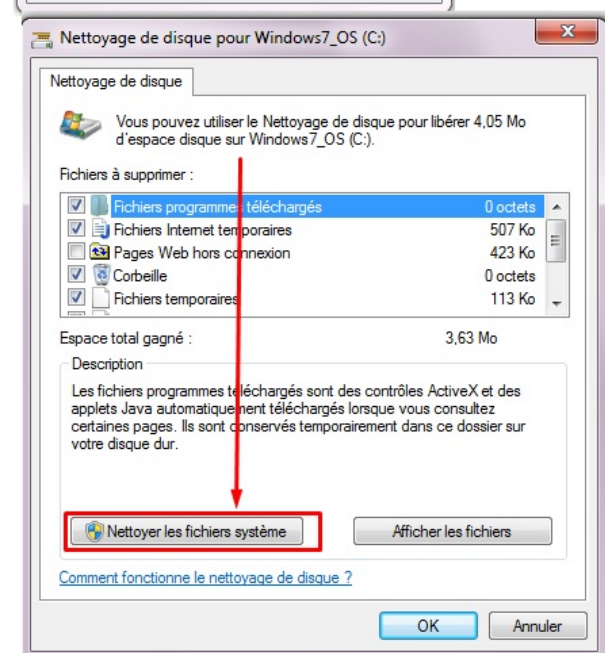 Nettoyage de disque pour Windows7_OS (C:)
Nettoyage de disque
Vous pouvez utiliser le Nettoyage de disque pour libérer 4,05 Mo
d'espace disque sur Windows7_OS (C:).
Fichiers à supprimer :
Fichiers programmes téléchargés 0 octets
Fichiers Internet temporaires 507 Ko
Pages Web hors connexion 423 Ko
Corbeille 0 octets
Fichiers temporaires 113 Ko
Espace total gagné : 3,63 Mo
Description
Les fichiers programmes téléchargés sont des contrôles ActiveX et des
applets Java automatiquement téléchargés lorsque vous consultez
certaines pages. Ils sont conservés temporairement dans ce dossier sur
votre disque dur.
Nettoyer les fichiers système Afficher les fichiers
Comment fonctionne le nettoyage de disque ?
OK Annuler